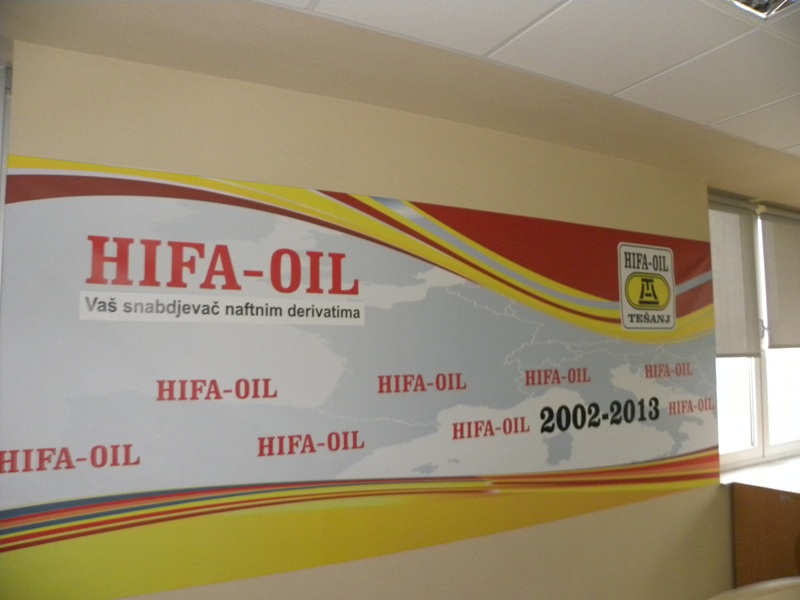 HIFA-OIL
Vaš snabdjevač naftnim derivatima
HIFA-OIL
TEŠANJ
HIFA-OIL HIFA-OIL HIFA-OIL HIFA-OIL
HIFA-OIL HIFA-OIL HIFA-OIL 2002-2013 HIFA-OIL